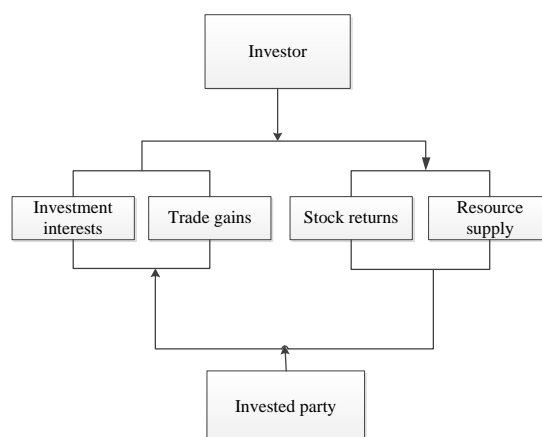 Investor
Investment
interests
Trade gains
Stock returns
Resource
supply
Invested party